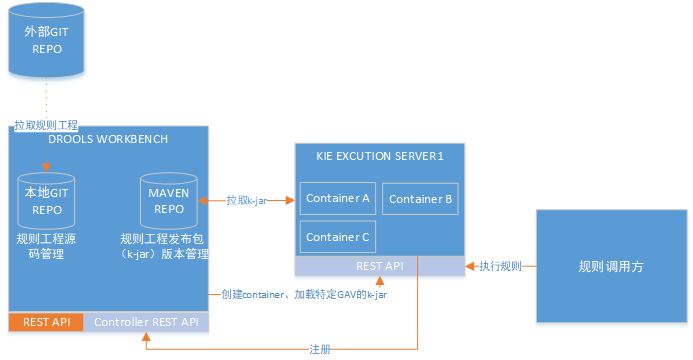 外部GIT
REPO
拉取规则工程
DROOLS WORKBENCH
本地GIT
REPO
规则工程源
码管理
MAVEN
REPO
规则工程发布包
（k-jar）版本管理
REST API
Controller REST API
拉取k-jar
KIE EXCUTION SERVER1
Container A
Container B
Container C
REST API
创建container、加载特定GAV的k-jar
注册
执行规则
规则调用方